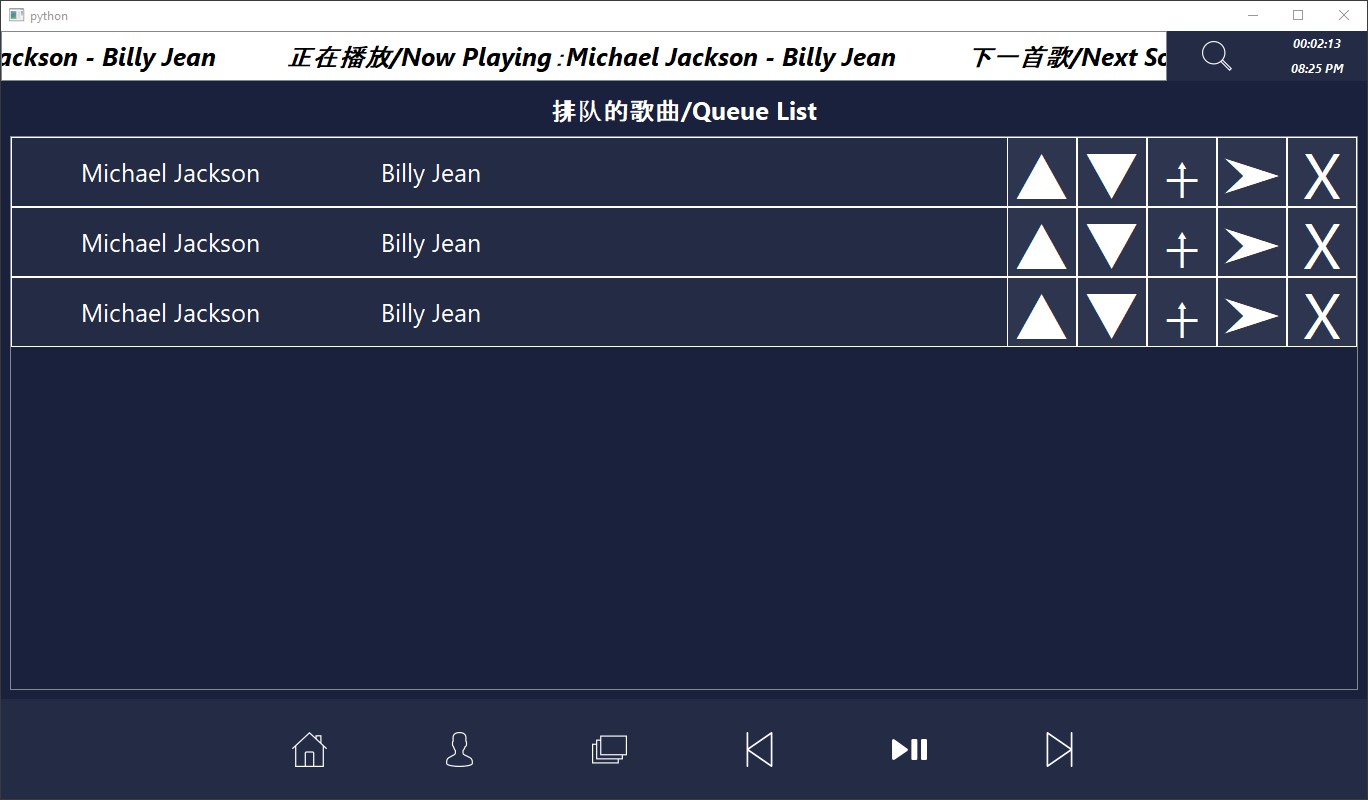 python
ackson - Billy Jean 正在播放/Now Playing :Michael Jackson - Billy Jean 下一首歌/Next So
00:02:13
08:25 PM
排队的歌曲/Queue List
Michael Jackson Billy Jean X
Michael Jackson Billy Jean X
Michael Jackson Billy Jean X